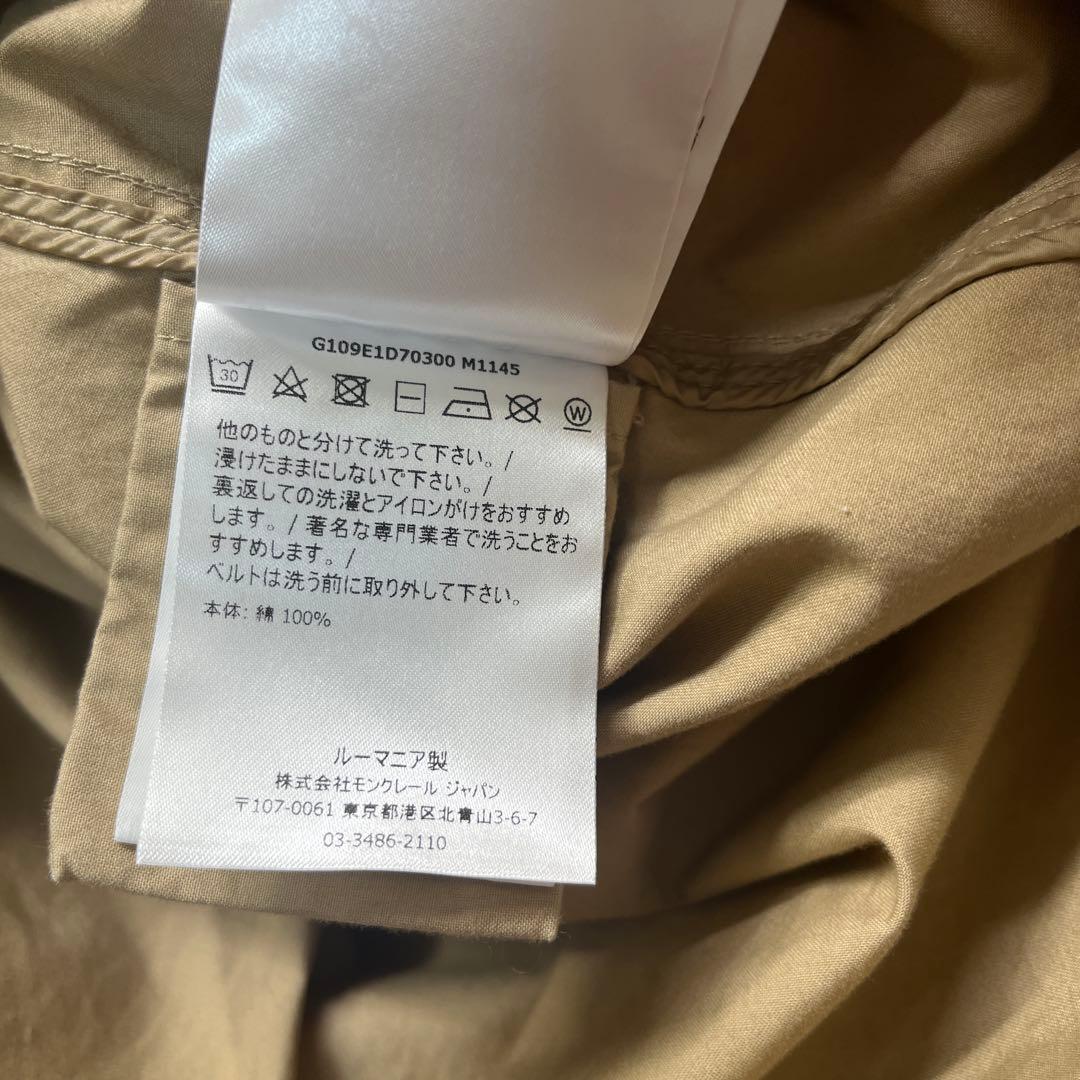 G109E1D70300 M1145
30
W
他のものと分けて洗って下さい。/
浸けたままにしないで下さい。/
裏返しての洗濯とアイロンがけをおすすめ
します。/ 著名な専門業者で洗うことをお
すすめします。/
ベルトは洗う前に取り外して下さい。
本体: 綿 100%
ルーマニア製
株式会社モンクレール ジャパン
〒107-0061 東京都港区北青山3-6-7
03-3486-2110